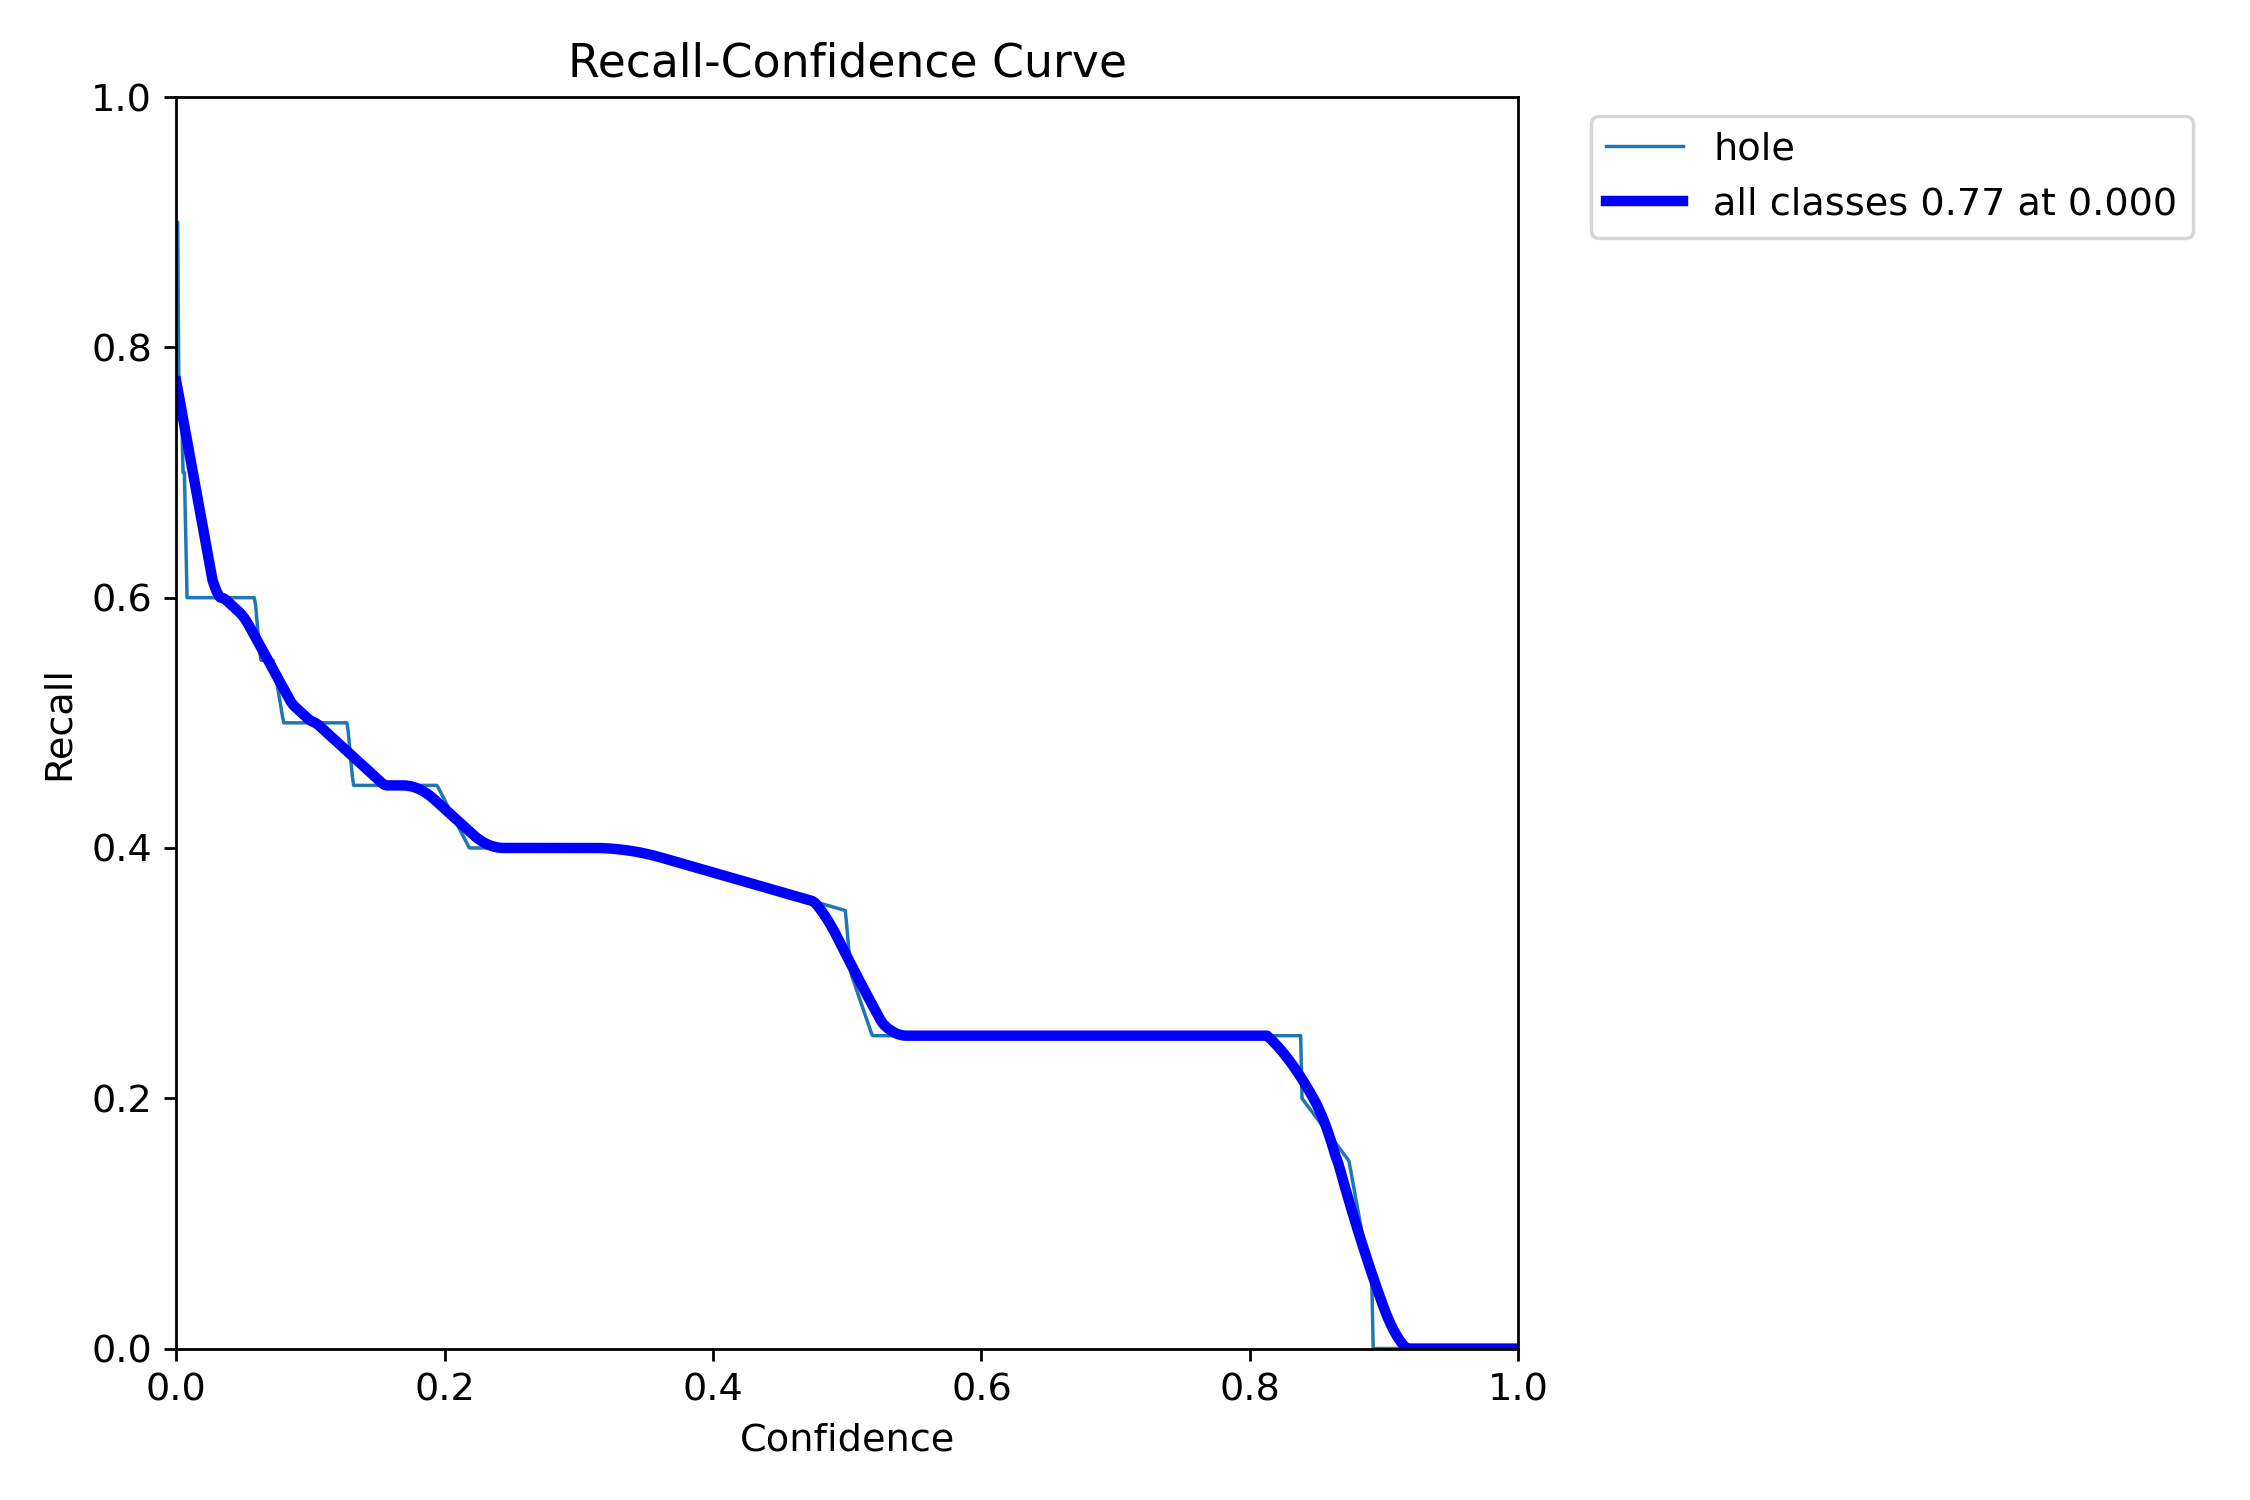 Recall-Confidence Curve
1.0
0.8
0.6
0.4
0.2
0.0
Recall
0.0 0.2 0.4 0.6 0.8 1.0
Confidence
hole
all classes 0.77 at 0.000